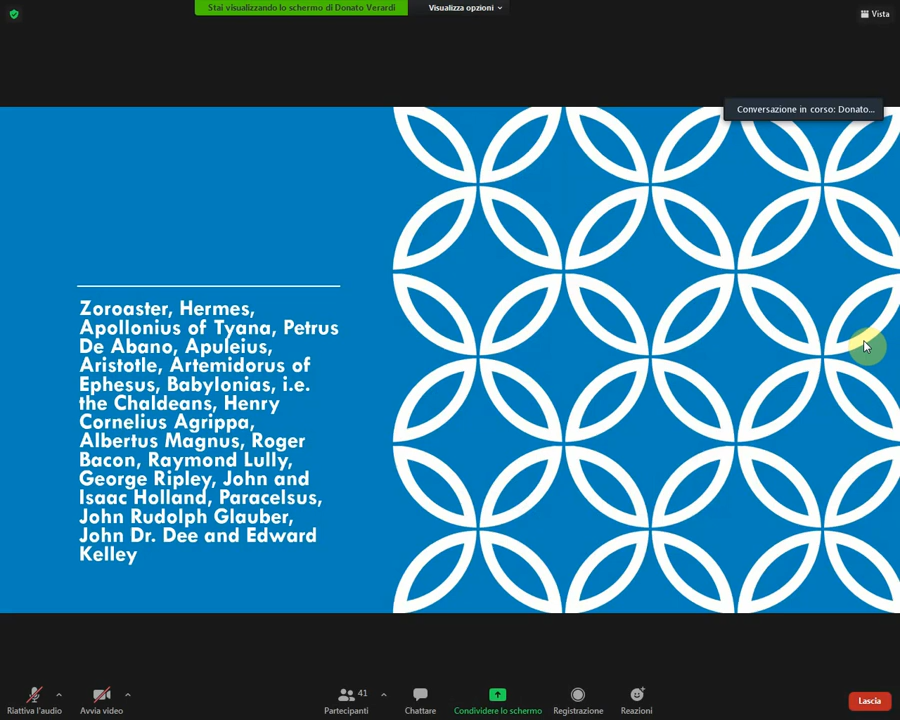 Stai visualizzando lo schermo di Donato Verardi
Visualizza opzioni
Vista
Conversazione in corso: Donato...
Zoroaster, Hermes,
Apollonius of Tyana, Petrus
De Abano, Apuleius,
Aristotle, Artemidorus of
Ephesus, Babylonias, i.e.
the Chaldeans, Henry
Cornelius Agrippa,
Albertus Magnus, Roger
Bacon, Raymond Lully,
George Ripley, John and
Isaac Holland, Paracelsus,
John Rudolph Glauber,
John Dr. Dee and Edward
Kelley
Riattiva l'audio
Avvia video
41
Partecipanti
Chattare
Condividere lo schermo
Registrazione
Reazioni
Lascia